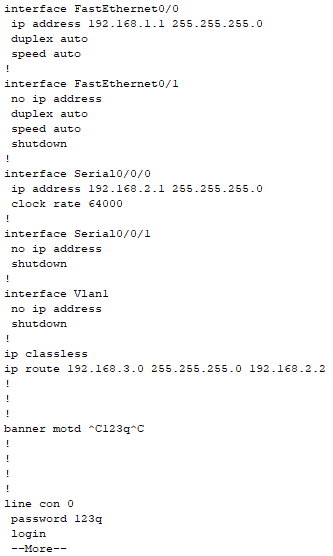 interface FastEthernet0/0
 ip address 192.168.1.1 255.255.255.0
 duplex auto
 speed auto
!
interface FastEthernet0/1
 no ip address
 duplex auto
 speed auto
 shutdown
!
interface Serial0/0/0
 ip address 192.168.2.1 255.255.255.0
 clock rate 64000
!
interface Serial0/0/1
 no ip address
 shutdown
!
interface Vlan1
 no ip address
 shutdown
!
ip classless
ip route 192.168.3.0 255.255.255.0 192.168.2.2
!
!
!
banner motd ^C123q^C
!
!
!
!
line con 0
 password 123q
 login
 --More--